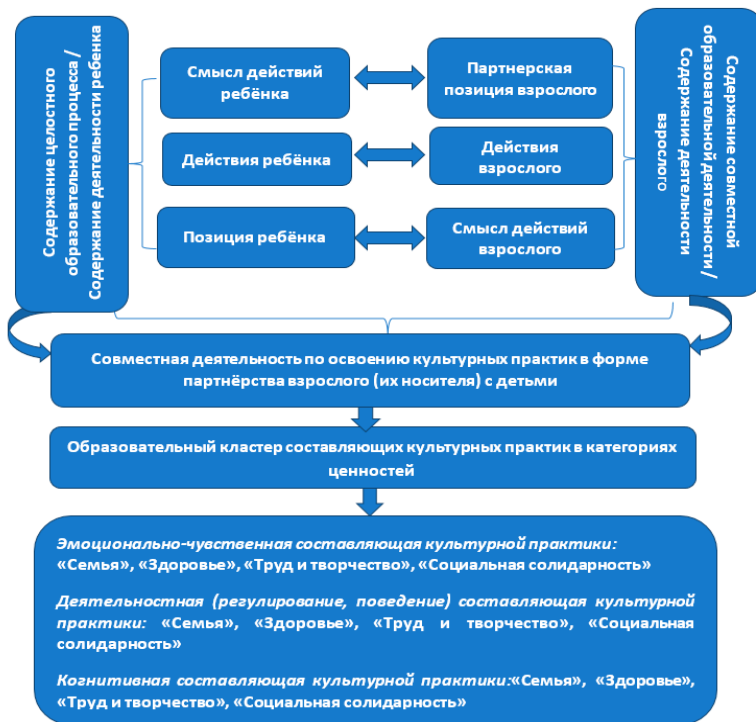 Содержание целостного
образовательного процесса /
Содержание деятельности ребенка
Смысл действий
ребёнка
Партнерская
позиция взрослого
Действия ребёнка
Действия
взрослого
Позиция ребёнка
Смысл действий
взрослого
Содержание совместной
образовательной деятельности /
Содержание деятельности
взрослого
Совместная деятельность по освоению культурных практик в форме
партнёрства взрослого (их носителя) с детьми
Образовательный кластер составляющих культурных практик в категориях
ценностей
Эмоционально-чувственная составляющая культурной практики:
«Семья», «Здоровье», «Труд и творчество», «Социальная солидарность»
Деятельностная (регулирование, поведение) составляющая культурной
практики: «Семья», «Здоровье», «Труд и творчество», «Социальная
солидарность»
Когнитивная составляющая культурной практики:«Семья», «Здоровье»,
«Труд и творчество», «Социальная солидарность»